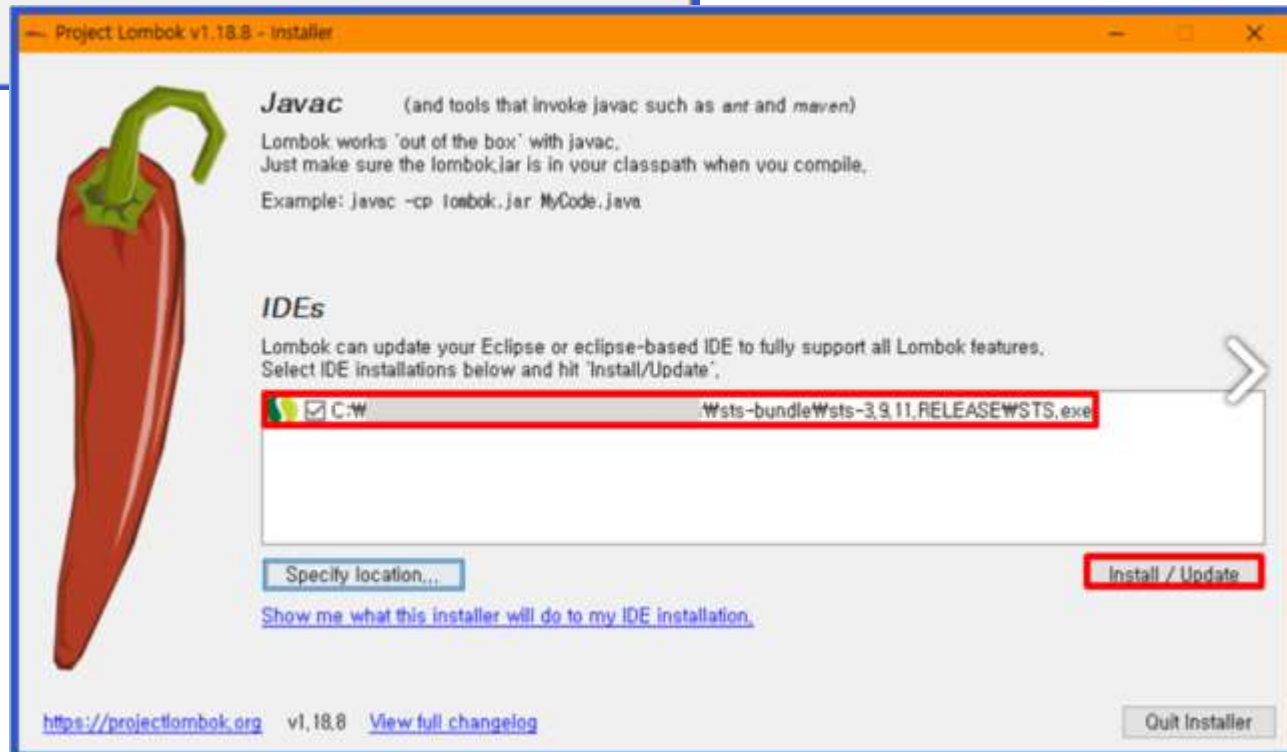 Project Lombok v1.18.8 - Installer
Javac (and tools that invoke javac such as ant and maven)
Lombok works 'out of the box' with javac.
Just make sure the lombok.jar is in your classpath when you compile.
Example: javac -cp lombok.jar MyCode.java
IDEs
Lombok can update your Eclipse or eclipse-based IDE to fully support all Lombok features.
Select IDE installations below and hit 'Install/Update'.
C:₩ ₩sts-bundle₩sts-3.9.11.RELEASE₩STS.exe
Specify location... Install / Update
Show me what this installer will do to my IDE installation.
https://projectlombok.org v1.18.8 View full changelog Quit Installer